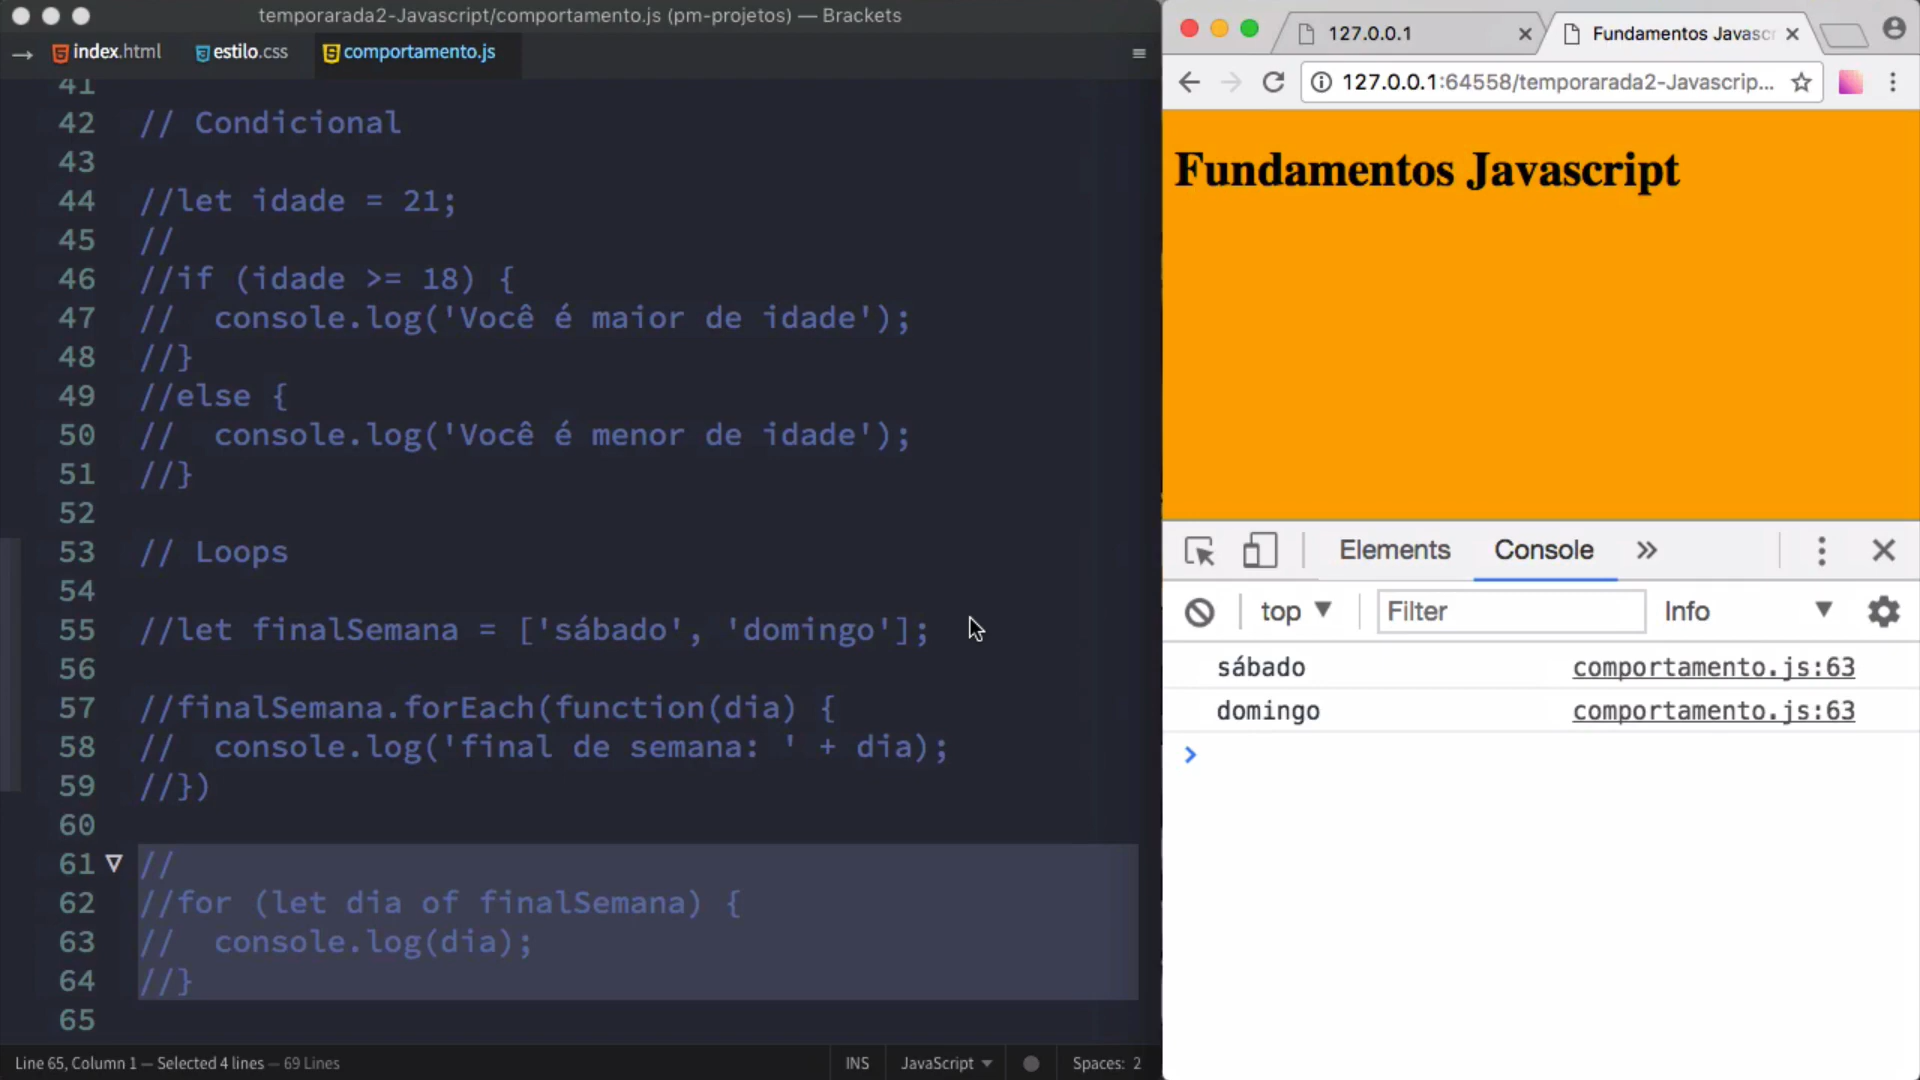 temporarada2-Javascript/comportamento.js (pm-projetos) — Brackets
index.html
estilo.css
comportamento.js
41
42 // Condicional
43
44 //let idade = 21;
45 //
46 //if (idade >= 18) {
47 //  console.log('Você é maior de idade');
48 //}
49 //else {
50 //  console.log('Você é menor de idade');
51 //}
52
53 // Loops
54
55 //let finalSemana = ['sábado', 'domingo'];
56
57 //finalSemana.forEach(function(dia) {
58 //  console.log('final de semana: ' + dia);
59 //})
60
61 //
62 //for (let dia of finalSemana) {
63 //  console.log(dia);
64 //}
65
Line 65, Column 1 — Selected 4 lines — 69 Lines
INS
JavaScript
Spaces: 2
127.0.0.1
Fundamentos Javasc
127.0.0.1:64558/temporarada2-Javascrip...
Fundamentos Javascript
Elements
Console
top
Filter
Info
sábado comportamento.js:63
domingo comportamento.js:63